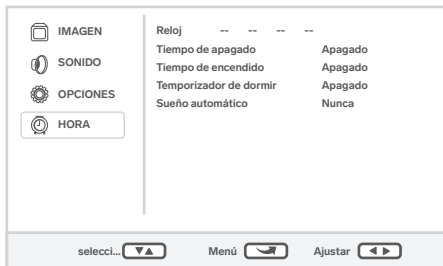 IMAGEN
SONIDO
OPCIONES
HORA
Reloj -- -- -- --
Tiempo de apagado Apagado
Tiempo de encendido Apagado
Temporizador de dormir Apagado
Sueño automático Nunca
selecci... Menú Ajustar